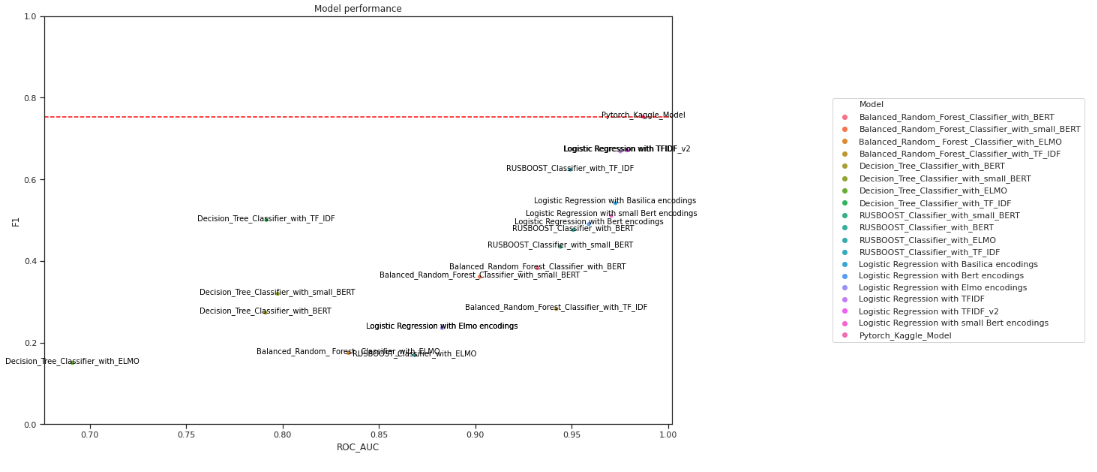 Model performance
1.0
0.8
0.6
0.4
0.2
0.0
F1
Pytorch_Kaggle_Model
Logistic Regression with TFIDF_v2
RUSBOOST_Classifier_with_TF_IDF
Logistic Regression with Basilica encodings
Logistic Regression with small Bert encodings
Decision_Tree_Classifier_with_TF_IDF
Logistic Regression with Bert encodings
RUSBOOST_Classifier_with_BERT
RUSBOOST_Classifier_with_small_BERT
Balanced_Random_Forest_Classifier_with_BERT
Balanced_Random_Forest_Classifier_with_small_BERT
Decision_Tree_Classifier_with_small_BERT
Balanced_Random_Forest_Classifier_with_TF_IDF
Decision_Tree_Classifier_with_BERT
Logistic Regression with Elmo encodings
Balanced_Random_ Forest _Classifier_with_ELMO
RUSBOOST_Classifier_with_ELMO
Decision_Tree_Classifier_with_ELMO
0.70 0.75 0.80 0.85 0.90 0.95 1.00
ROC_AUC
Model
Balanced_Random_Forest_Classifier_with_BERT
Balanced_Random_Forest_Classifier_with_small_BERT
Balanced_Random_ Forest _Classifier_with_ELMO
Balanced_Random_Forest_Classifier_with_TF_IDF
Decision_Tree_Classifier_with_BERT
Decision_Tree_Classifier_with_small_BERT
Decision_Tree_Classifier_with_ELMO
Decision_Tree_Classifier_with_TF_IDF
RUSBOOST_Classifier_with_small_BERT
RUSBOOST_Classifier_with_BERT
RUSBOOST_Classifier_with_ELMO
RUSBOOST_Classifier_with_TF_IDF
Logistic Regression with Basilica encodings
Logistic Regression with Bert encodings
Logistic Regression with Elmo encodings
Logistic Regression with TFIDF
Logistic Regression with TFIDF_v2
Logistic Regression with small Bert encodings
Pytorch_Kaggle_Model